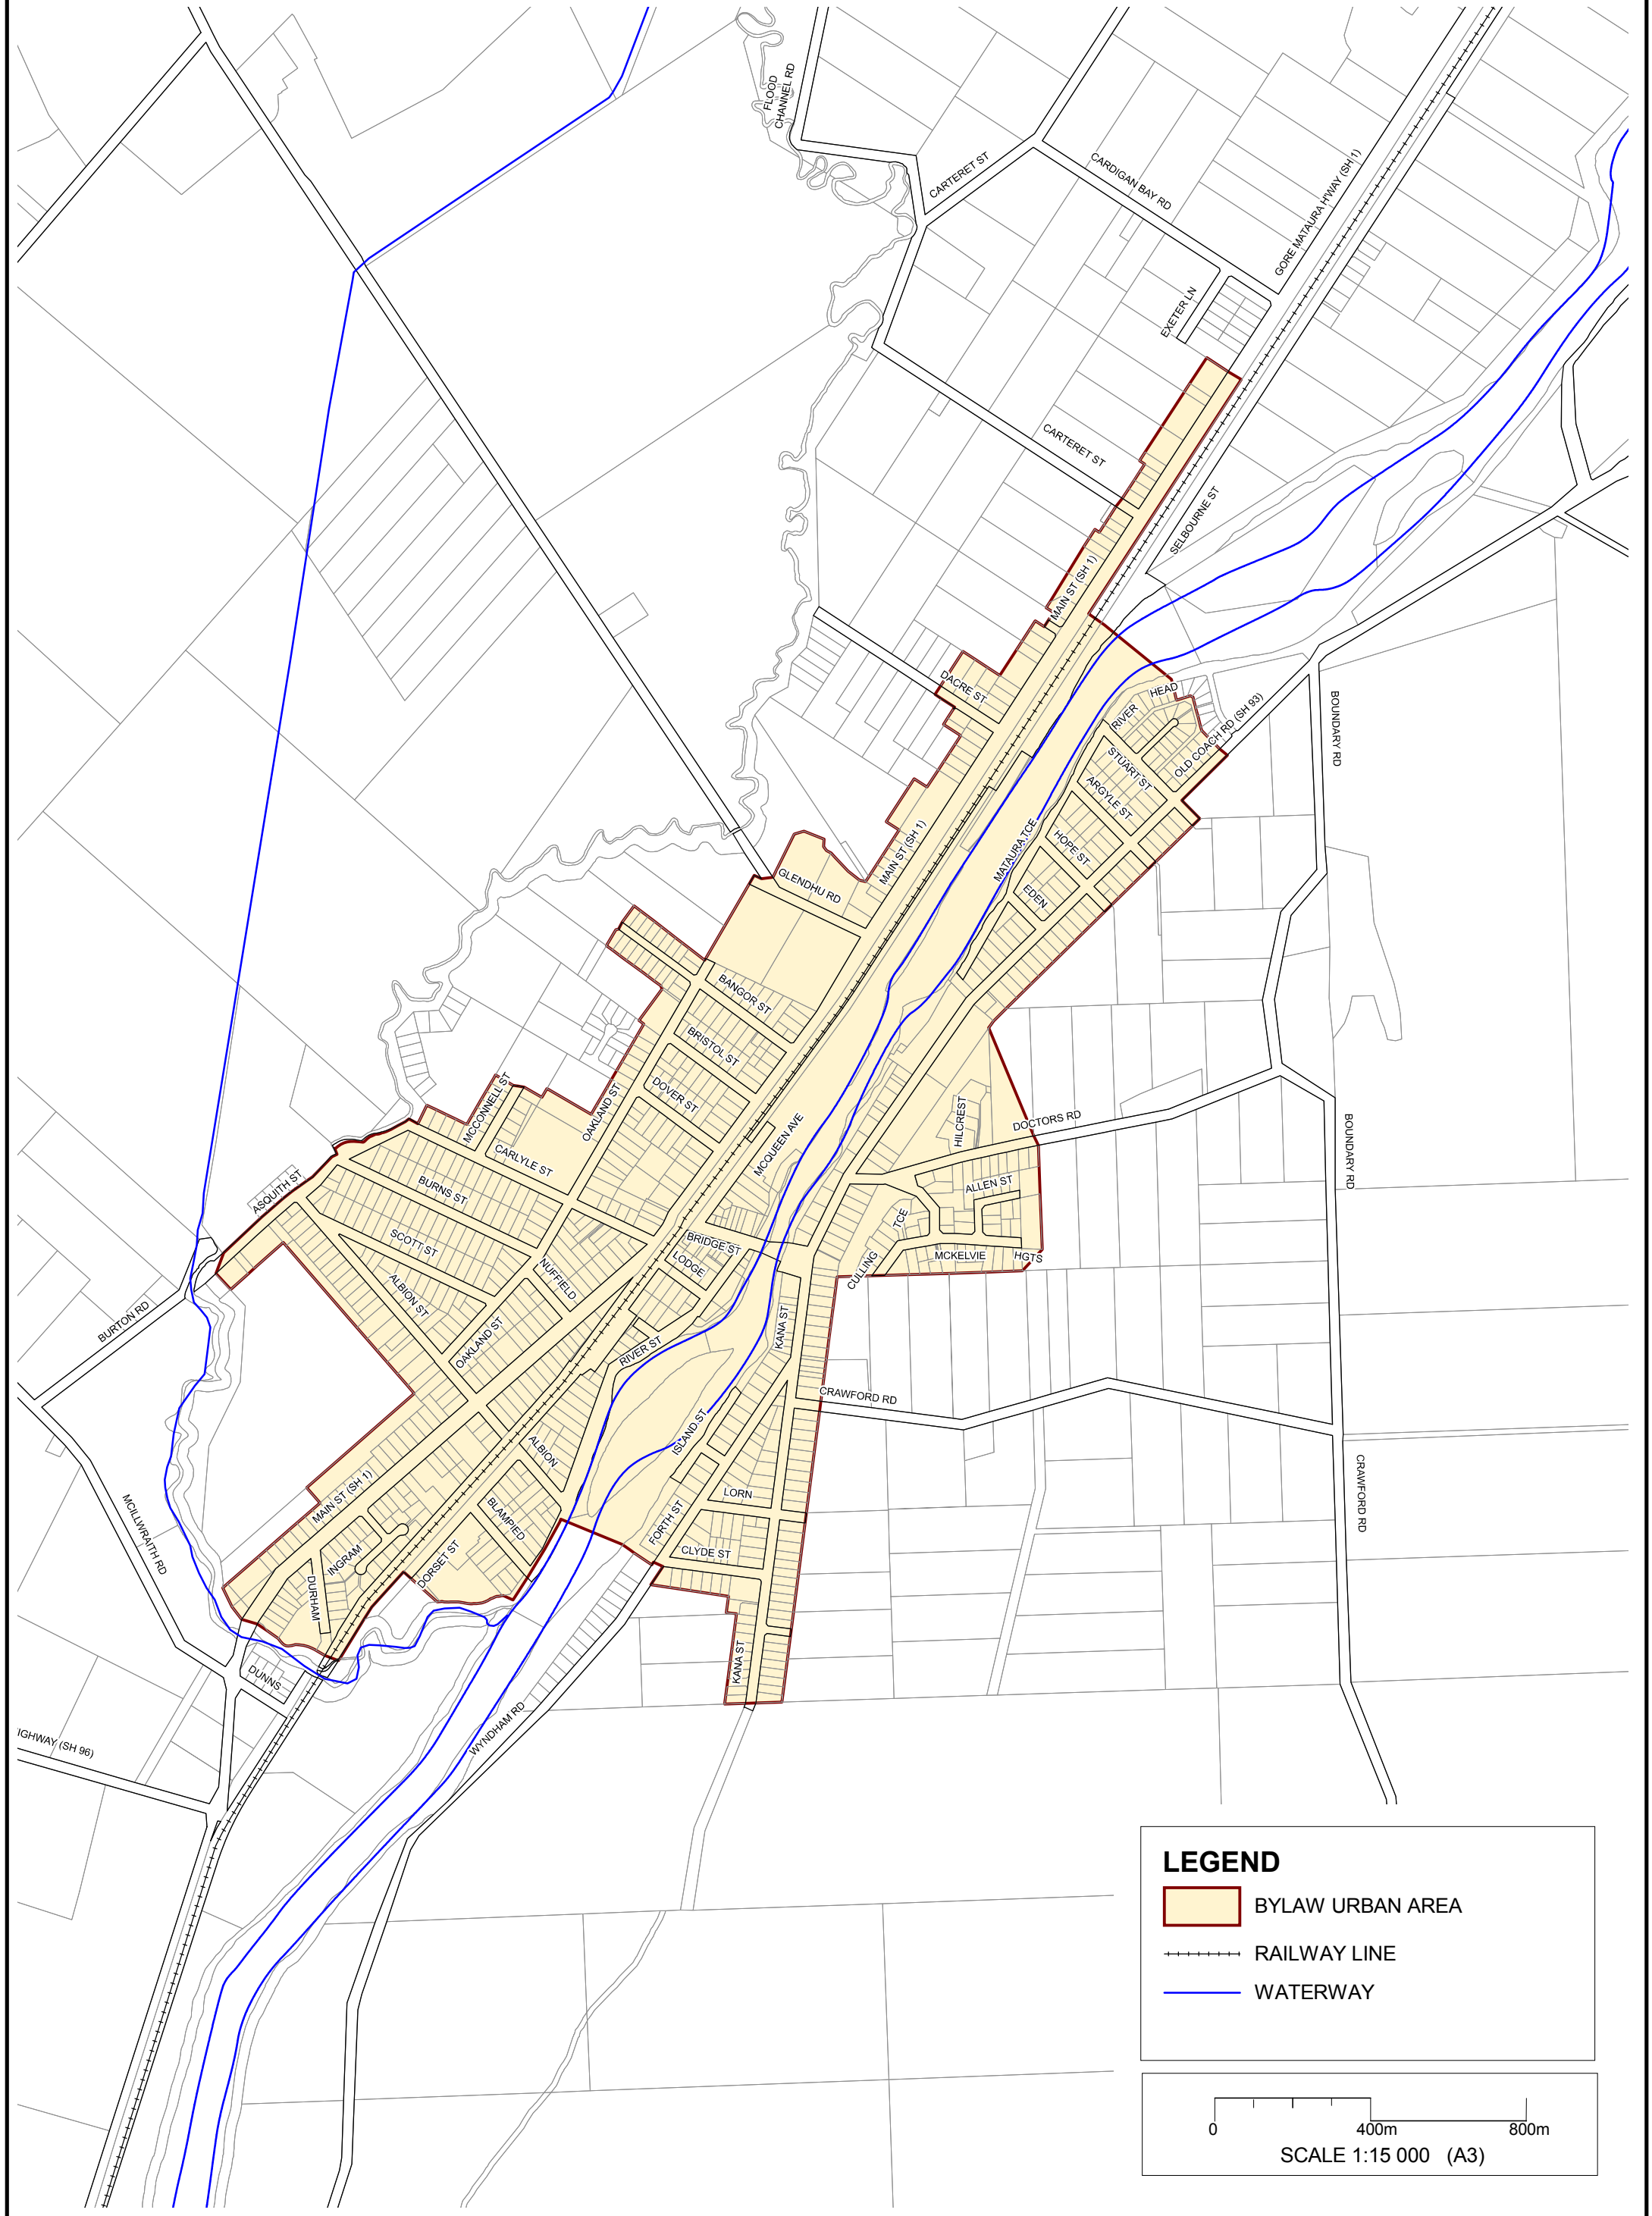 FLOOD
CHANNEL RD
CARTERET ST
CARDIGAN BAY RD
GORE MATAURA H'WAY (SH 1)
EXETER LN
CARTERET ST
SELBOURNE ST
MAIN ST (SH 1)
DACRE ST
HEAD
RIVER
OLD COACH RD (SH 93)
BOUNDARY RD
STUART ST
ARGYLE ST
HOPE ST
MATAURA TCE
EDEN
MAIN ST (SH 1)
GLENDHU RD
BANGOR ST
BRISTOL ST
DOVER ST
OAKLAND ST
MCCONNELL ST
CARLYLE ST
MCQUEEN AVE
HILCREST
DOCTORS RD
BOUNDARY RD
ASQUITH ST
BURNS ST
ALLEN ST
TCE
SCOTT ST
BRIDGE ST
LODGE
MCKELVIE
HGTS
CULLING
NUFFIELD
ALBION ST
BURTON RD
OAKLAND ST
RIVER ST
KANA ST
CRAWFORD RD
ISLAND ST
ALBION
MAIN ST (SH 1)
LORN
CRAWFORD RD
MCILLWRAITH RD
BLAMPIED
FORTH ST
CLYDE ST
INGRAM
DORSET ST
DURHAM
KANA ST
DUNNS
WYNDHAM RD
IGHWAY (SH 96)
LEGEND
BYLAW URBAN AREA
RAILWAY LINE
WATERWAY
0 400m 800m
SCALE 1:15 000 (A3)